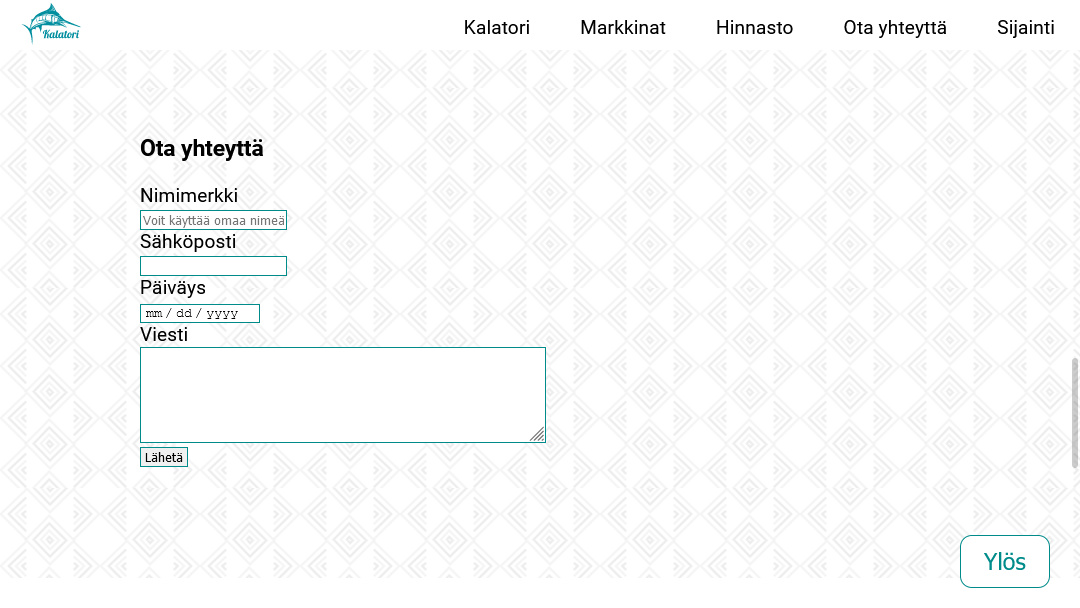 Kalatori
Kalatori Markkinat Hinnasto Ota yhteyttä Sijainti
Ota yhteyttä
Nimimerkki
Voit käyttää omaa nimeä
Sähköposti
Päiväys
mm / dd / yyyy
Viesti
Lähetä
Ylös